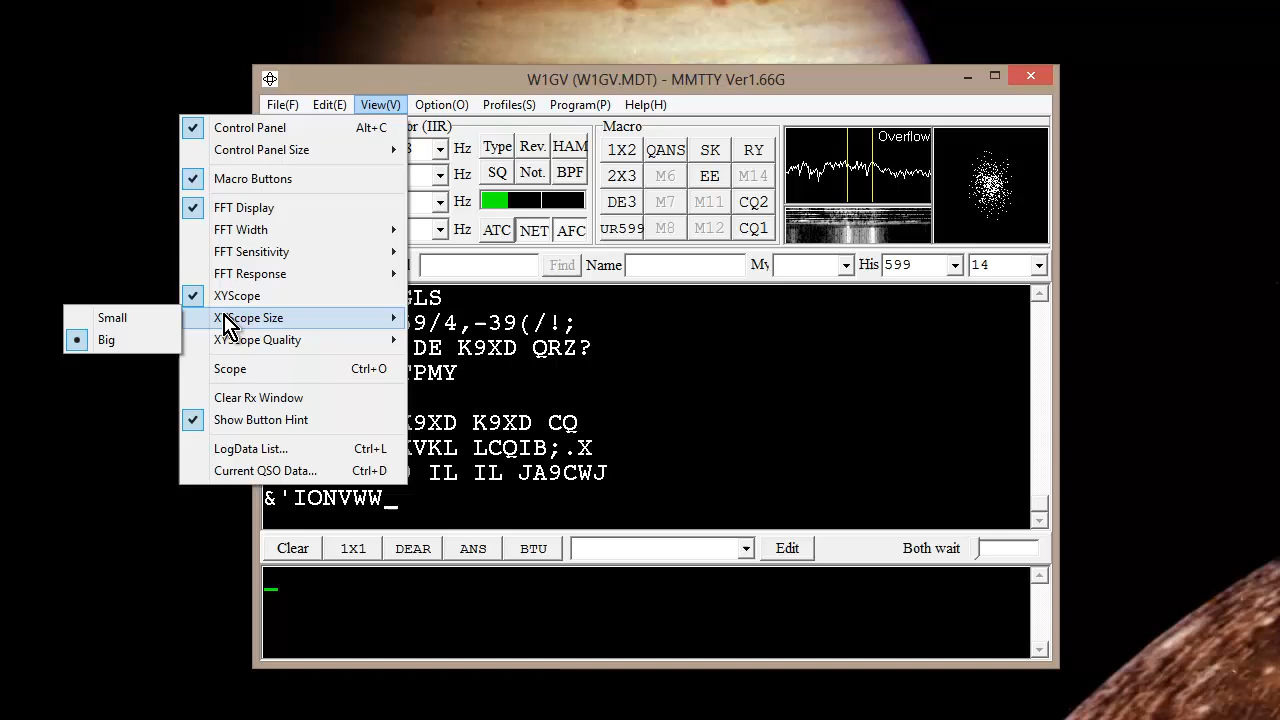 W1GV (W1GV.MDT) - MMTTY Ver1.66G
File(F) Edit(E) View(V) Option(O) Profiles(S) Program(P) Help(H)
Control Panel Alt+C
Control Panel Size
Macro Buttons
FFT Display
FFT Width
FFT Sensitivity
FFT Response
XYScope
XYScope Size
XYScope Quality
Scope Ctrl+O
Clear Rx Window
Show Button Hint
LogData List... Ctrl+L
Current QSO Data... Ctrl+D
Small
Big
(IIR)
Hz
Hz
Hz
Hz
Type Rev. HAM
SQ Not. BPF
ATC NET AFC
Macro
1X2 QANS SK RY
2X3 M6 EE M14
DE3 M7 M11 CQ2
UR599 M8 M12 CQ1
Overflow
Find Name My His 599 14
GLS
9/4,-39(/!;
DE K9XD QRZ?
TPMY
K9XD K9XD CQ
XVKL LCQIB;.X
IL IL JA9CWJ
&'IONVWW_
Clear 1X1 DEAR ANS BTU Edit Both wait